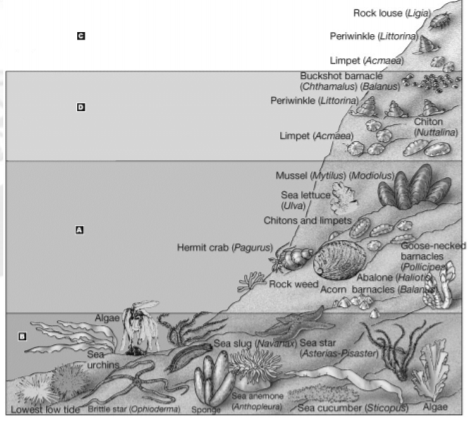 Rock louse (Ligia)
C
Periwinkle (Littorina)
Limpet (Acmaea)
Buckshot barnacle
(Chthamalus) (Balanus)
Periwinkle (Littorina)
D
Chiton
(Nuttalina)
Limpet (Acmaea)
Mussel (Mytilus) (Modiolus)
Sea lettuce
(Ulva)
Chitons and limpets
A
Hermit crab (Pagurus)
Goose-necked
barnacles
(Pollicipes)
Abalone (Haliotis)
Rock weed
Acorn barnacles (Balanus)
Algae
B
Sea slug (Navanax)
Sea star
(Asterias-Pisaster)
Sea
urchins
Sea anemone
(Anthopleura)
Lowest low tide
Brittle star (Ophioderma)
Sponge
Sea cucumber (Sticopus)
Algae